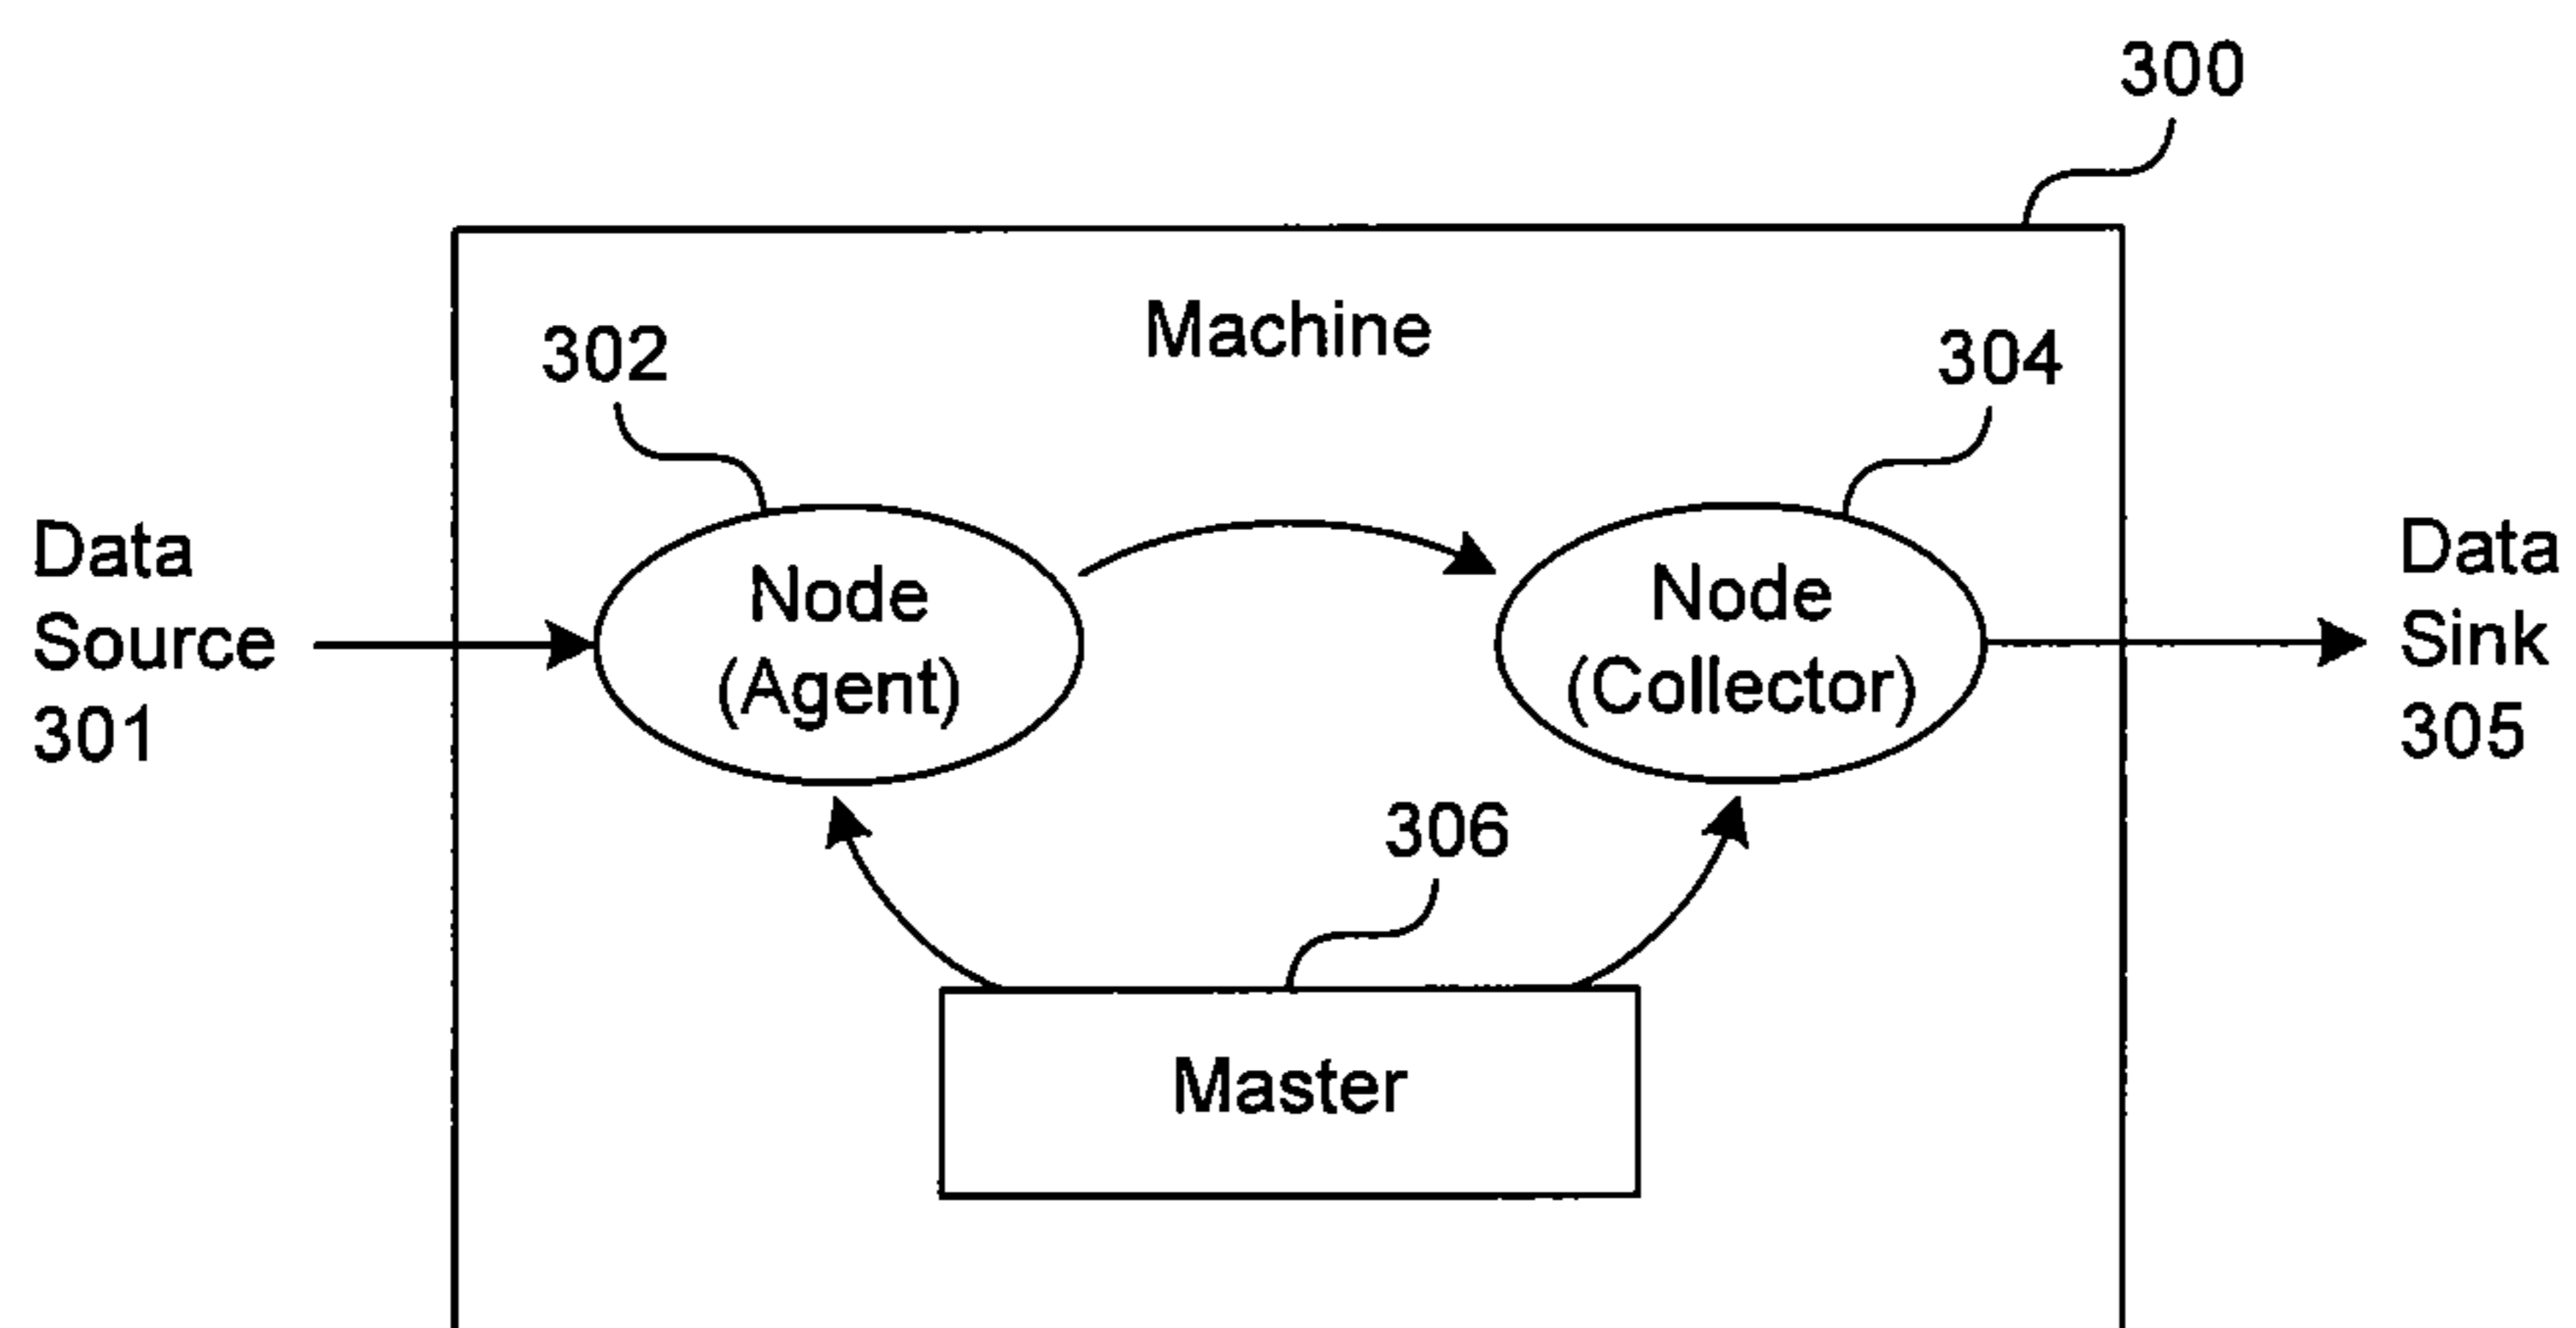 300
Machine
302
304
Data
Source
301
Node
(Agent)
Node
(Collector)
Data
Sink
305
306
Master